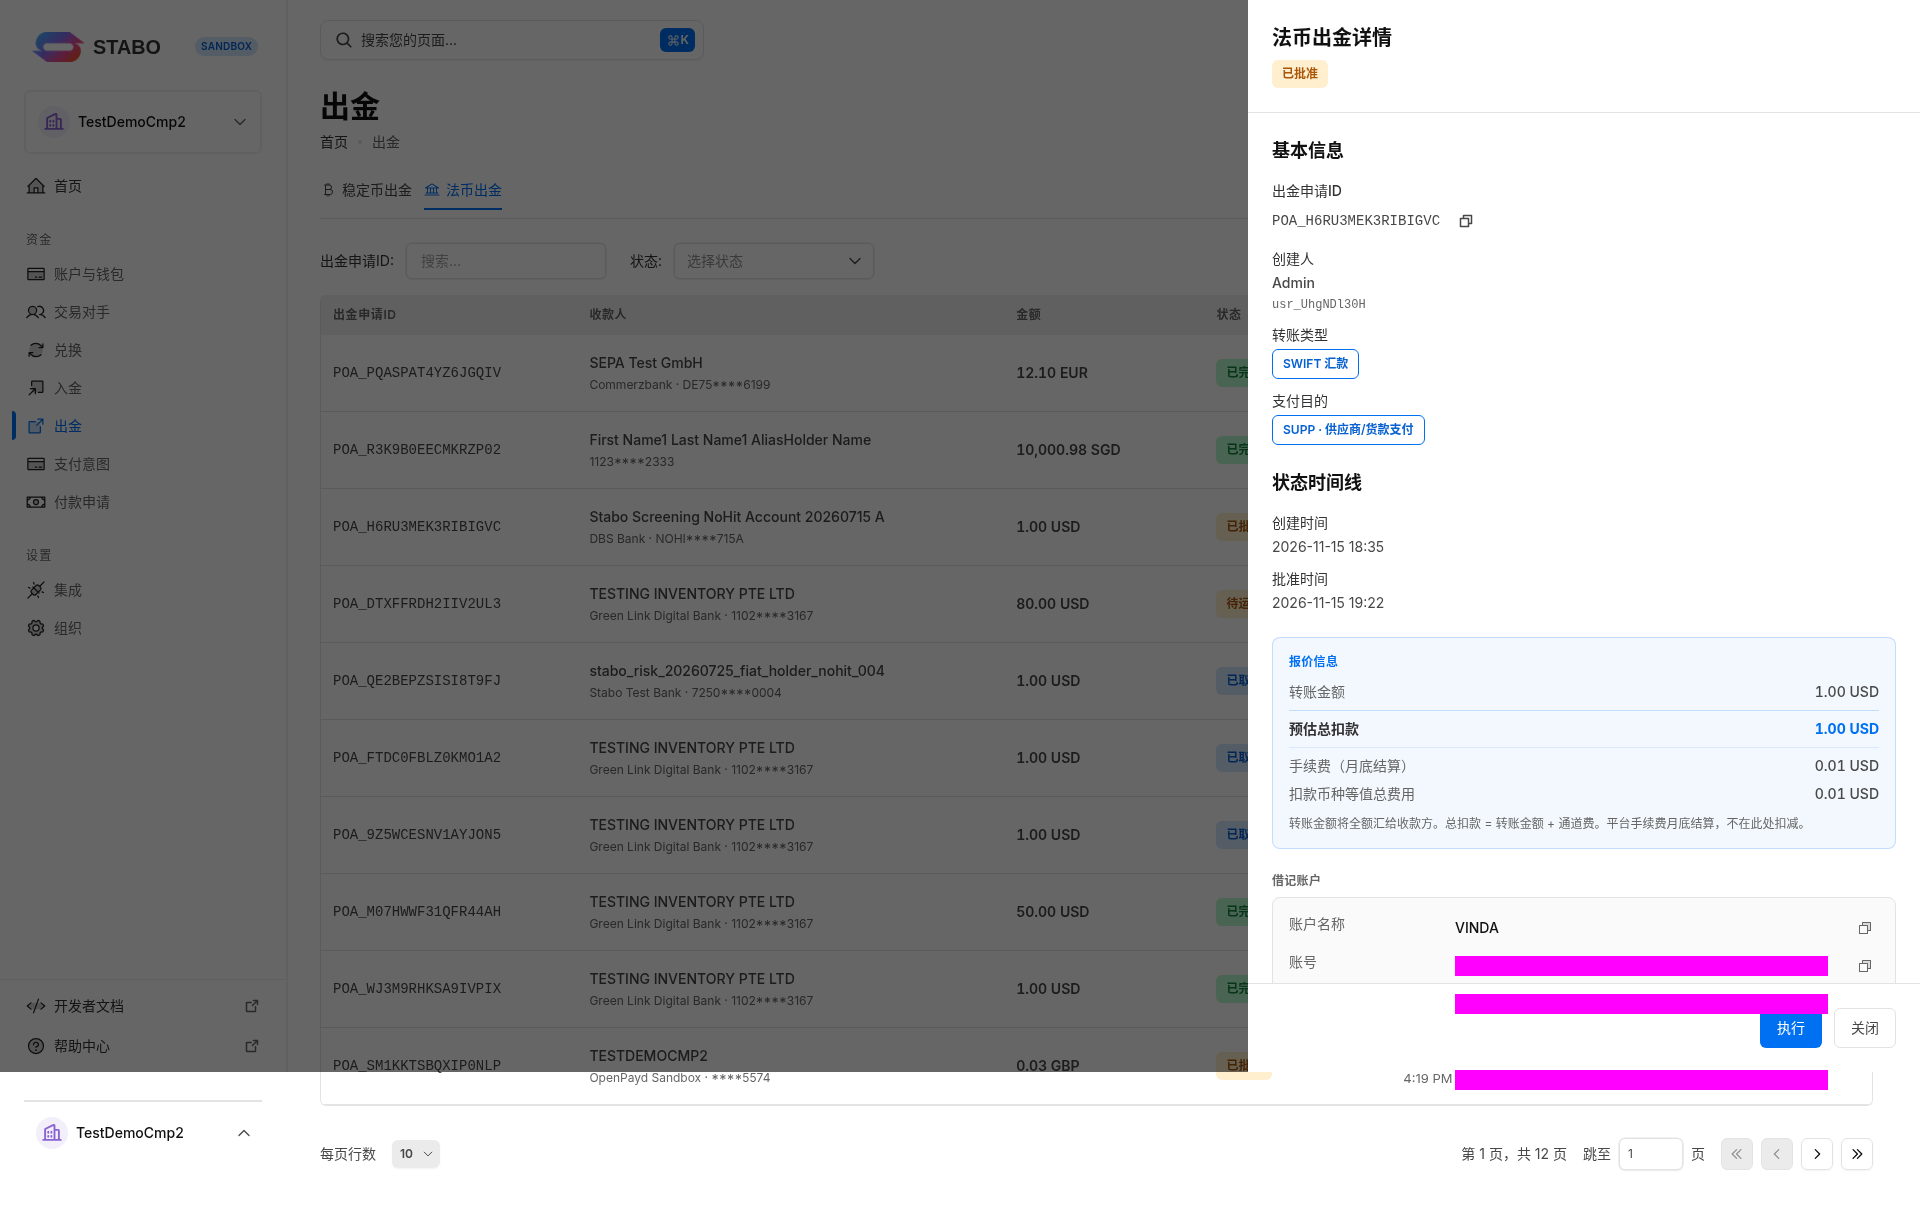 STABO
SANDBOX
TestDemoCmp2
首页
资金
账户与钱包
交易对手
兑换
入金
出金
支付意图
付款申请
设置
集成
组织
开发者文档
帮助中心
TestDemoCmp2
搜索您的页面...
⌘K
出金
首页 • 出金
稳定币出金 法币出金
出金申请ID: 搜索... 状态: 选择状态
出金申请ID 收款人 金额 状态
POA_PQASPAT4YZ6JGQIV SEPA Test GmbH 12.10 EUR
Commerzbank · DE75****6199
POA_R3K9B0EECMKRZP02 First Name1 Last Name1 AliasHolder Name 10,000.98 SGD
1123****2333
POA_H6RU3MEK3RIBIGVC Stabo Screening NoHit Account 20260715 A 1.00 USD
DBS Bank · NOHI****715A
POA_DTXFFRDH2IIV2UL3 TESTING INVENTORY PTE LTD 80.00 USD
Green Link Digital Bank · 1102****3167
POA_QE2BEPZSISI8T9FJ stabo_risk_20260725_fiat_holder_nohit_004 1.00 USD
Stabo Test Bank · 7250****0004
POA_FTDC0FBLZ0KMO1A2 TESTING INVENTORY PTE LTD 1.00 USD
Green Link Digital Bank · 1102****3167
POA_9Z5WCESNV1AYJON5 TESTING INVENTORY PTE LTD 1.00 USD
Green Link Digital Bank · 1102****3167
POA_M07HWWF31QFR44AH TESTING INVENTORY PTE LTD 50.00 USD
Green Link Digital Bank · 1102****3167
POA_WJ3M9RHKSA9IVPIX TESTING INVENTORY PTE LTD 1.00 USD
Green Link Digital Bank · 1102****3167
POA_SM1KKTSBQXIP0NLP TESTDEMOCMP2 0.03 GBP
OpenPayd Sandbox · ****5574
4:19 PM
每页行数 10
第 1 页，共 12 页 跳至 1 页
法币出金详情
已批准
基本信息
出金申请ID
POA_H6RU3MEK3RIBIGVC
创建人
Admin
usr_UhgNDl30H
转账类型
SWIFT 汇款
支付目的
SUPP · 供应商/货款支付
状态时间线
创建时间
2026-11-15 18:35
批准时间
2026-11-15 19:22
报价信息
转账金额 1.00 USD
预估总扣款 1.00 USD
手续费（月底结算） 0.01 USD
扣款币种等值总费用 0.01 USD
转账金额将全额汇给收款方。总扣款 = 转账金额 + 通道费。平台手续费月底结算，不在此处扣减。
借记账户
账户名称 VINDA
账号
执行 关闭